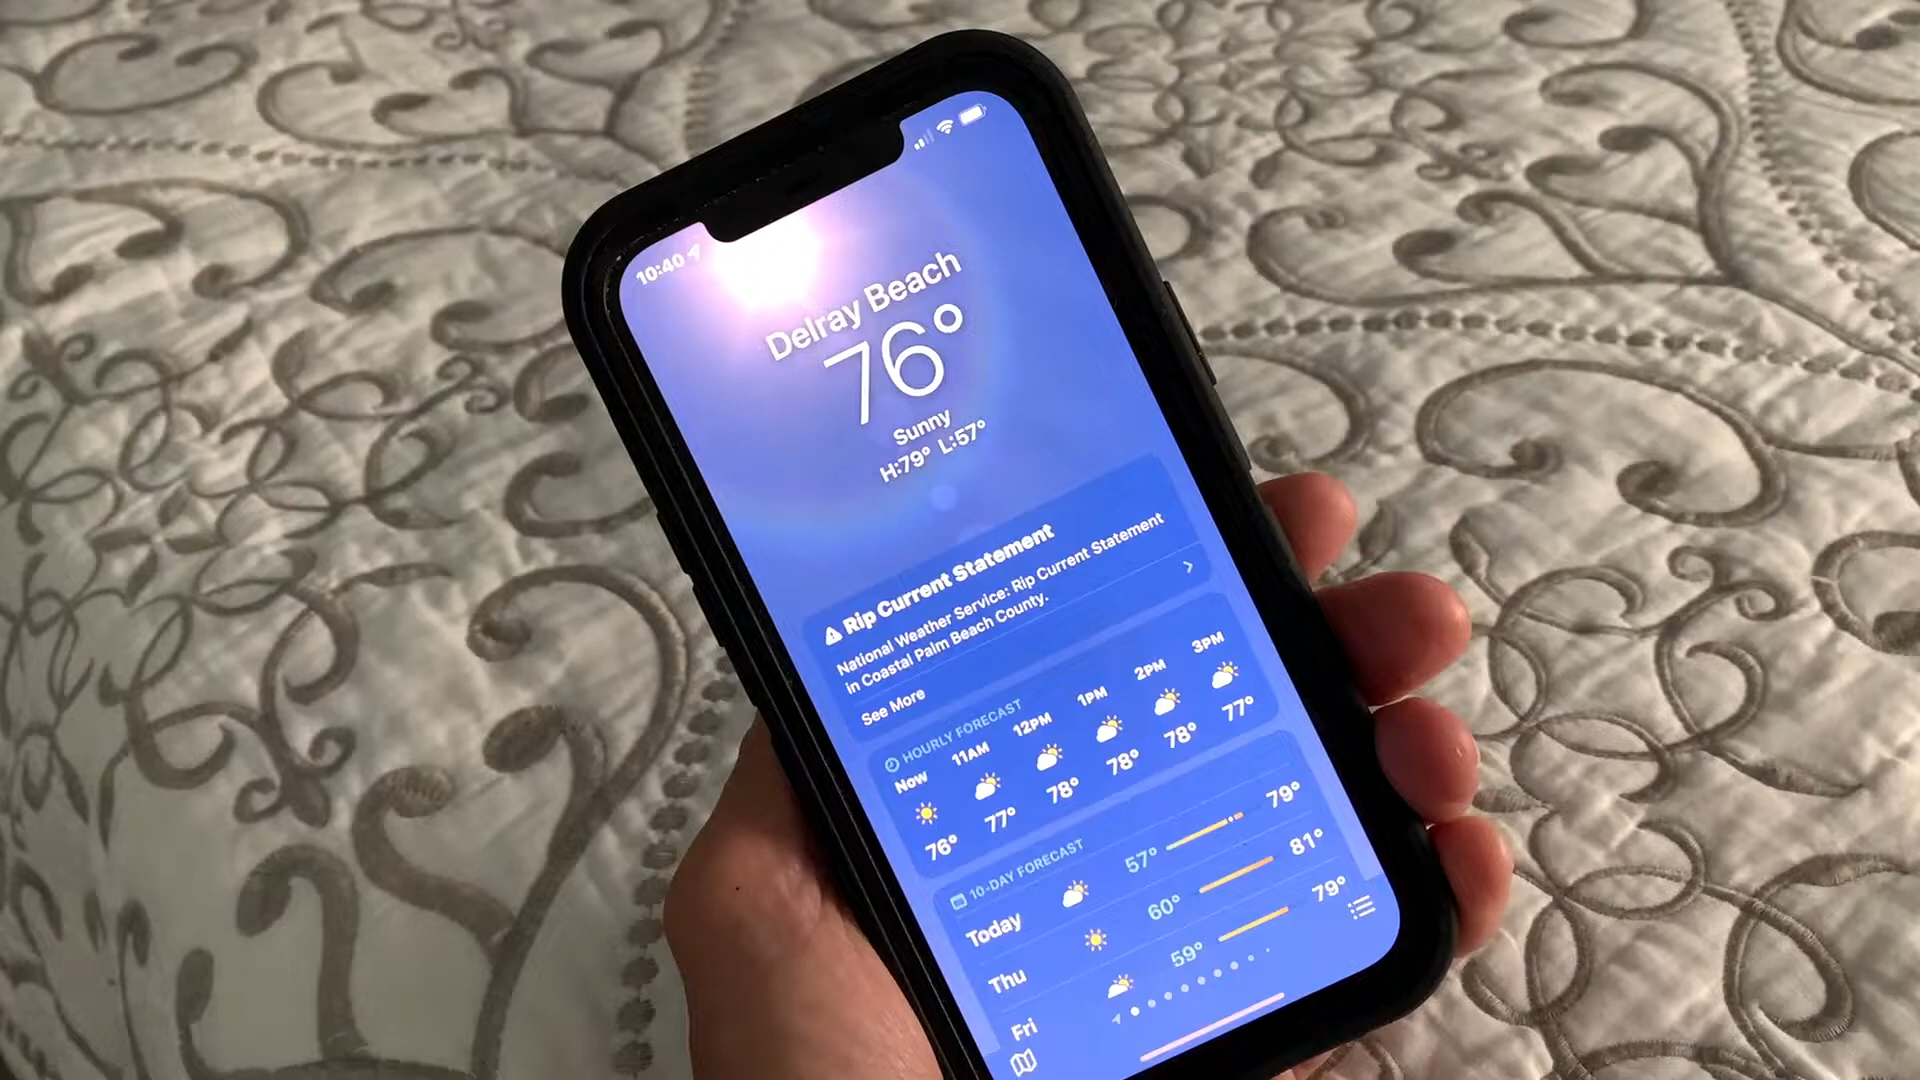 10:40
Delray Beach
76°
Sunny
H:79° L:57°
Rip Current Statement
National Weather Service: Rip Current Statement
in Coastal Palm Beach County.
See More
HOURLY FORECAST
Now 11AM 12PM 1PM 2PM 3PM
76° 77° 78° 78° 78° 77°
10-DAY FORECAST
Today 57° 79°
Thu 60° 81°
Fri 59° 79°